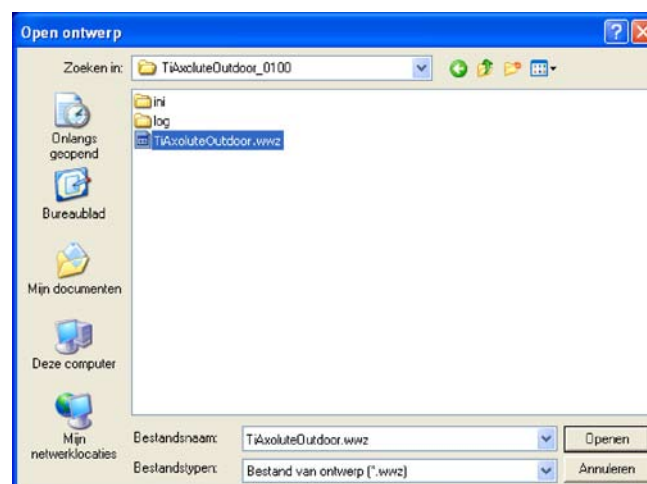 Open ontwerp
Zoeken in:
TiAxoluteOutdoor_0100
ini
log
TiAxoluteOutdoor.wwz
Onlangs
geopend
Bureaublad
Mijn documenten
Deze computer
Mijn
netwerklocaties
Bestandsnaam:
TiAxoluteOutdoor.wwz
Openen
Bestandstypen:
Bestand van ontwerp (*.wwz)
Annuleren